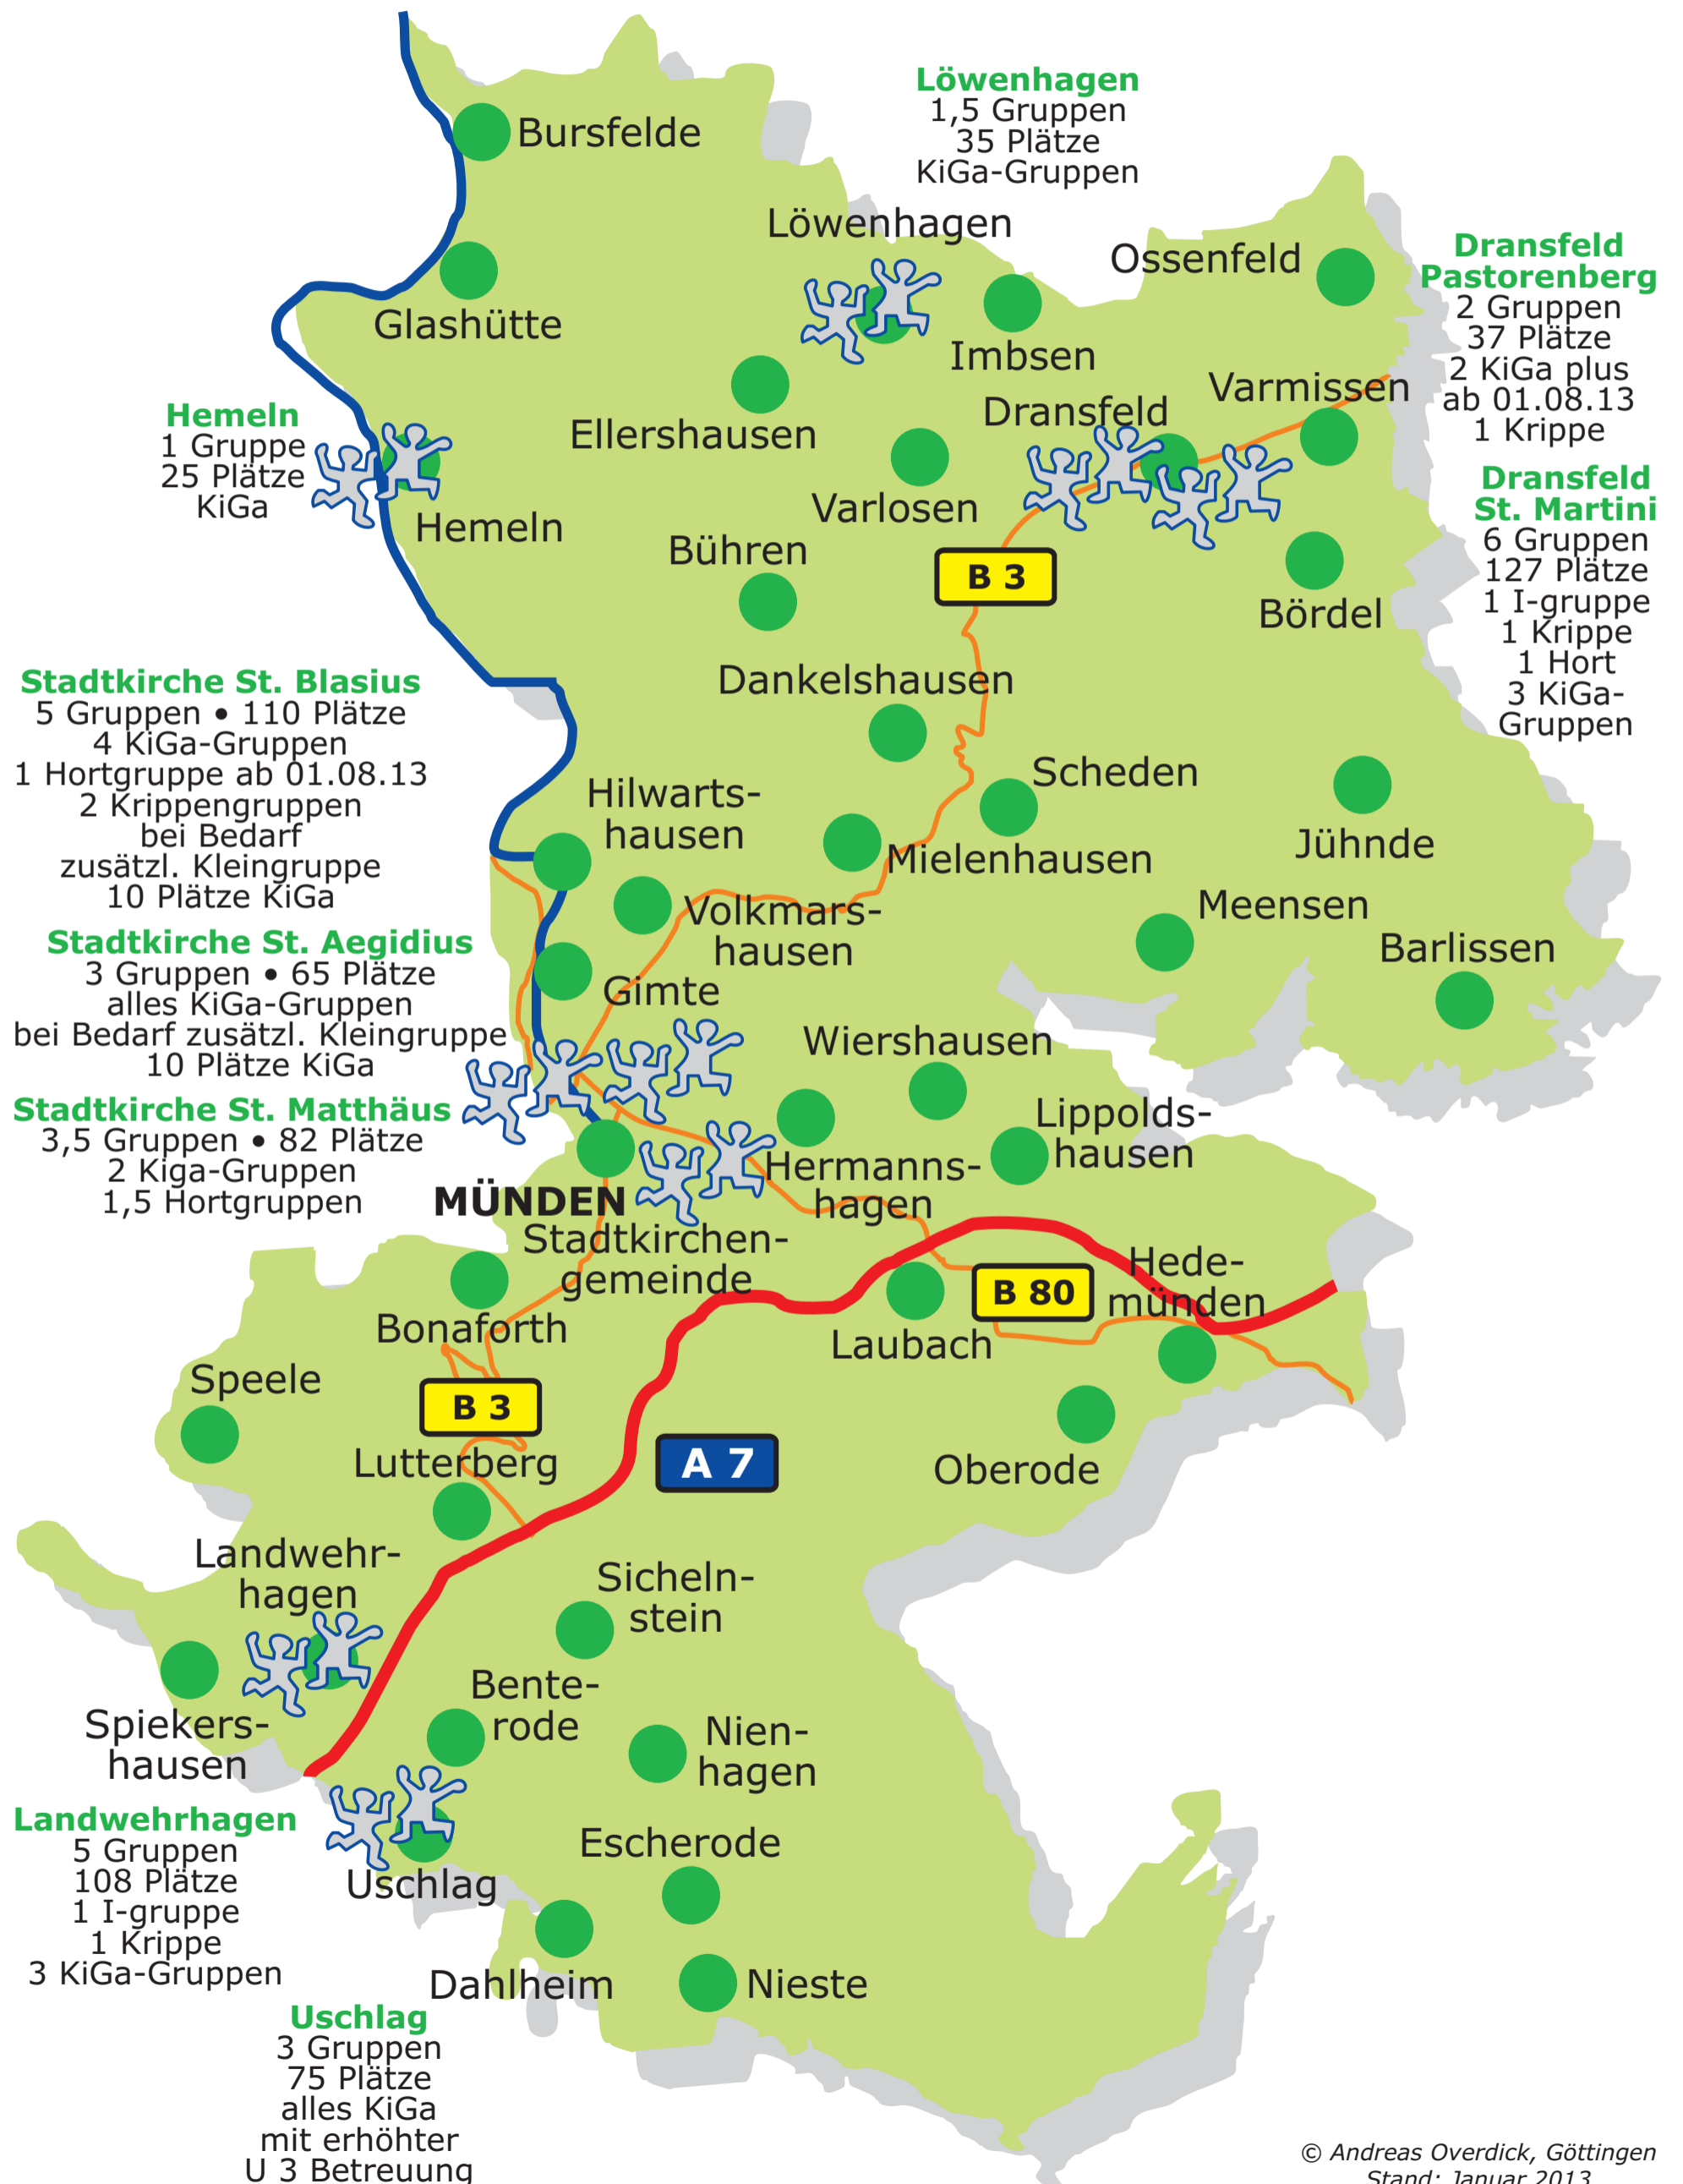 Bursfelde
Löwenhagen
1,5 Gruppen
35 Plätze
KiGa-Gruppen
Löwenhagen
Ossenfeld
Dransfeld
Pastorenberg
2 Gruppen
37 Plätze
2 KiGa plus
ab 01.08.13
1 Krippe
Glashütte
Imbsen
Varmissen
Dransfeld
Ellershausen
Hemeln
1 Gruppe
25 Plätze
KiGa
Hemeln
Varlosen
Dransfeld
St. Martini
6 Gruppen
127 Plätze
1 I-gruppe
1 Krippe
1 Hort
3 KiGa-
Gruppen
Bühren
B 3
Bördel
Dankelshausen
Stadtkirche St. Blasius
5 Gruppen • 110 Plätze
4 KiGa-Gruppen
1 Hortgruppe ab 01.08.13
2 Krippengruppen
bei Bedarf
zusätzl. Kleingruppe
10 Plätze KiGa
Hilwarts-
hausen
Scheden
Mielenhausen
Jühnde
Volkmars-
hausen
Meensen
Barlissen
Stadtkirche St. Aegidius
3 Gruppen • 65 Plätze
alles KiGa-Gruppen
bei Bedarf zusätzl. Kleingruppe
10 Plätze KiGa
Gimte
Wiershausen
Stadtkirche St. Matthäus
3,5 Gruppen • 82 Plätze
2 Kiga-Gruppen
1,5 Hortgruppen
Lippolds-
hausen
Hermanns-
hagen
MÜNDEN
Stadtkirchen-
gemeinde
Hede-
münden
B 80
Bonaforth
Laubach
Speele
B 3
Lutterberg
A 7
Oberode
Landwehr-
hagen
Sicheln-
stein
Spiekers-
hausen
Bente-
rode
Nien-
hagen
Landwehrhagen
5 Gruppen
108 Plätze
1 I-gruppe
1 Krippe
3 KiGa-Gruppen
Uschlag
Escherode
Dahlheim
Nieste
Uschlag
3 Gruppen
75 Plätze
alles KiGa
mit erhöhter
U 3 Betreuung
© Andreas Overdick, Göttingen
Stand: Januar 2013